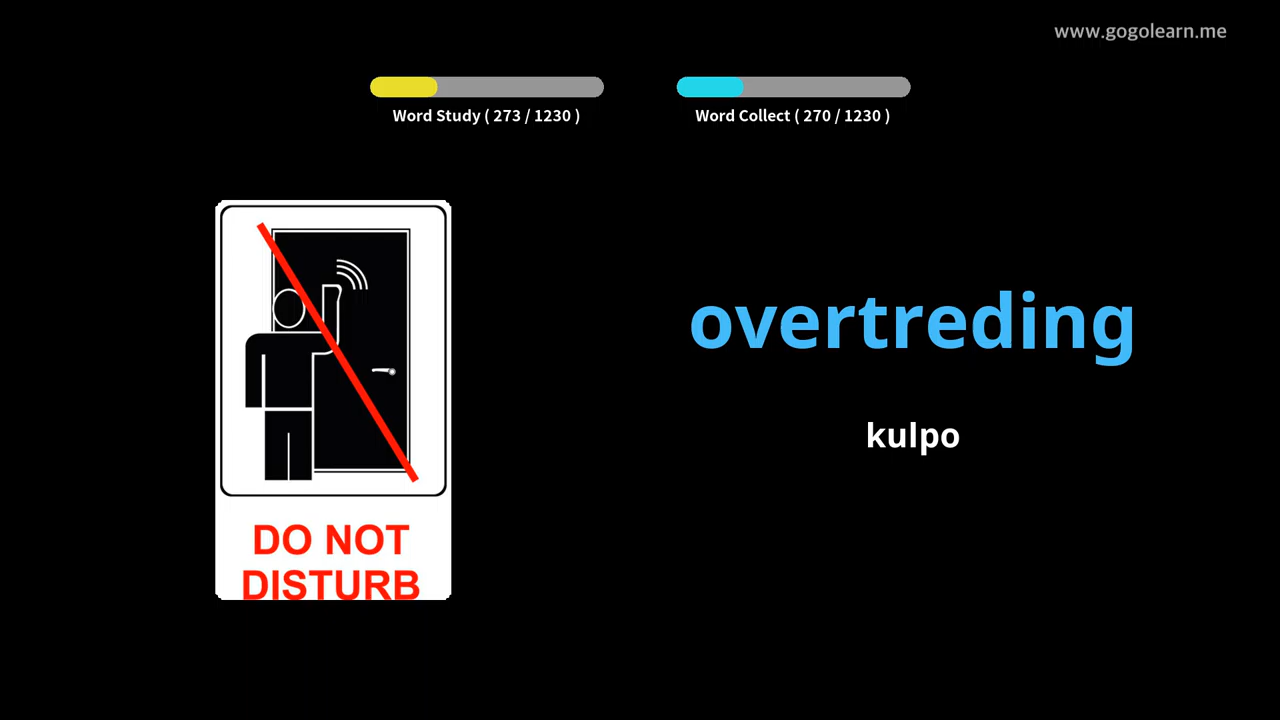 www.gogolearn.me
Word Study ( 273 / 1230 )
Word Collect ( 270 / 1230 )
overtreding
kulpo
DO NOT
DISTURB